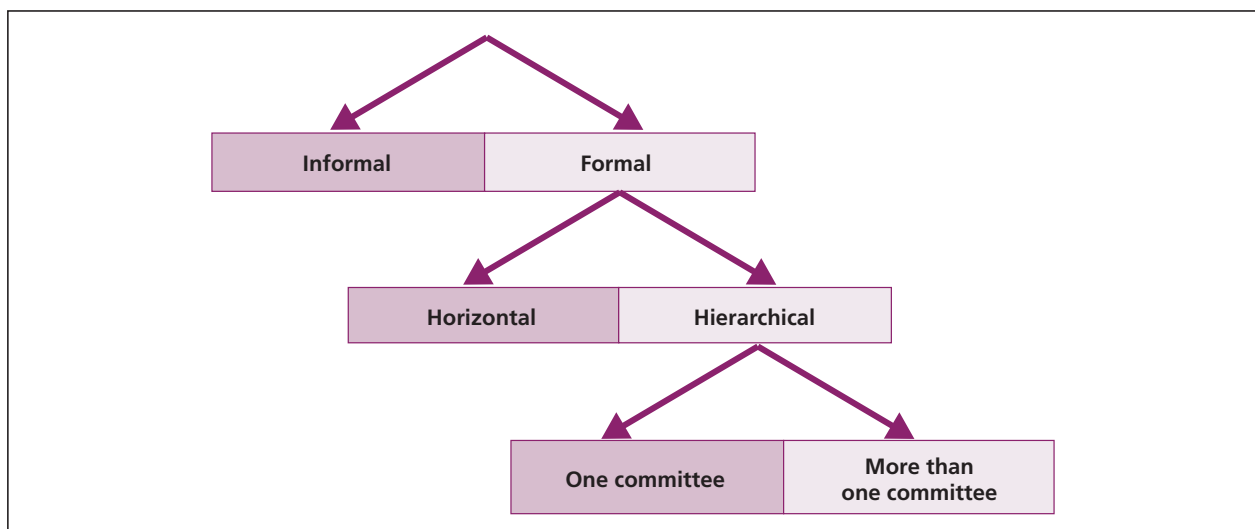 Informal
Formal
Horizontal
Hierarchical
One committee
More than
one committee